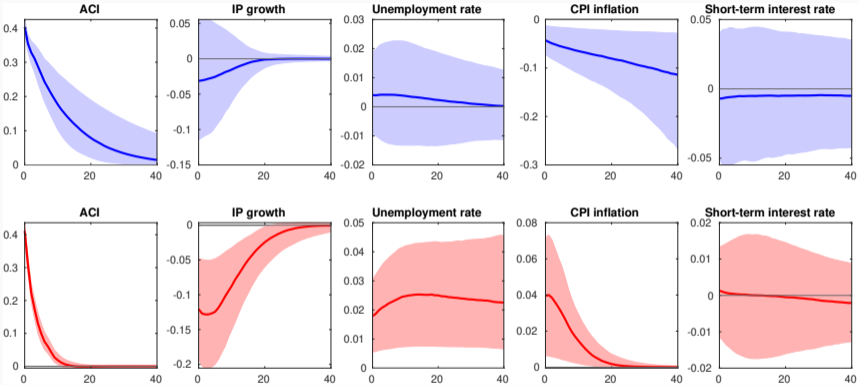 ACI IP growth Unemployment rate CPI inflation Short-term interest rate
0.4 0.3 0.2 0.1 0
0.05 0 -0.05 -0.1 -0.15
0.03 0.02 0.01 0 -0.01 -0.02
0 -0.1 -0.2 -0.3
0.05 0 -0.05
0 20 40 0 20 40 0 20 40 0 20 40 0 20 40
ACI IP growth Unemployment rate CPI inflation Short-term interest rate
0.4 0.3 0.2 0.1 0
0 -0.05 -0.1 -0.15 -0.2
0.05 0.04 0.03 0.02 0.01 0
0.08 0.06 0.04 0.02 0
0.02 0.01 0 -0.01 -0.02
0 20 40 0 20 40 0 20 40 0 20 40 0 20 40